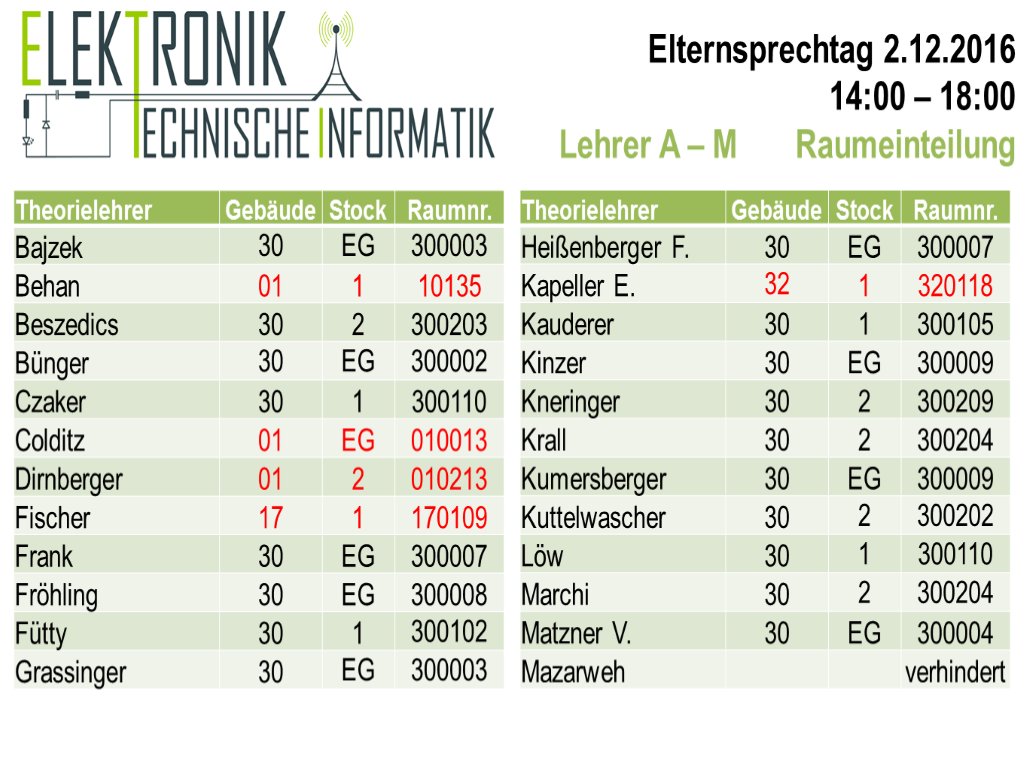 ELEKTRONIK
TECHNISCHE INFORMATIK
Elternsprechtag 2.12.2016
14:00 – 18:00
Lehrer A – M Raumeinteilung
Theorielehrer Gebäude Stock Raumnr.
Bajzek 30 EG 300003
Behan 01 1 10135
Beszedics 30 2 300203
Bünger 30 EG 300002
Czaker 30 1 300110
Colditz 01 EG 010013
Dirnberger 01 2 010213
Fischer 17 1 170109
Frank 30 EG 300007
Fröhling 30 EG 300008
Fütty 30 1 300102
Grassinger 30 EG 300003
Theorielehrer Gebäude Stock Raumnr.
Heißenberger F. 30 EG 300007
Kapeller E. 32 1 320118
Kauderer 30 1 300105
Kinzer 30 EG 300009
Kneringer 30 2 300209
Krall 30 2 300204
Kumersberger 30 EG 300009
Kuttelwascher 30 2 300202
Löw 30 1 300110
Marchi 30 2 300204
Matzner V. 30 EG 300004
Mazarweh verhindert